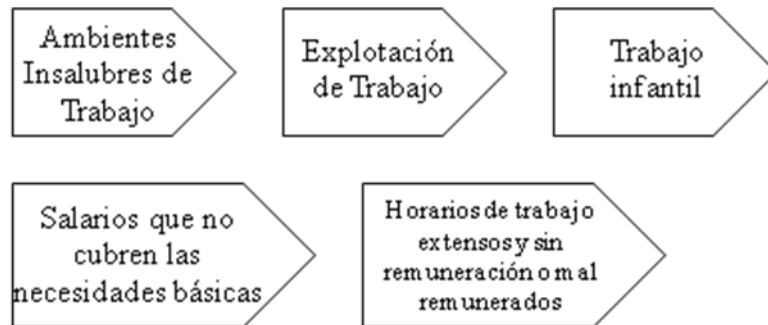 Ambientes
Insalubres de
Trabajo
Explotación
de Trabajo
Trabajo
infantil
Salarios que no
cubren las
necesidades básicas
Horarios de trabajo
extensos y sin
remuneración o mal
remunerados